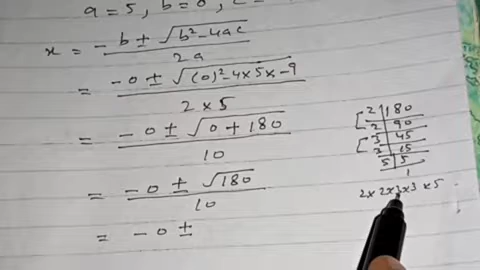 a = 5, b = 0, c =
x = -b ± √b² - 4ac / 2a
= -0 ± √(0)² - 4 x 5 x -9 / 2 x 5
= -0 ± √0 + 180 / 10
= -0 ± √180 / 10
= -0 ±
2 | 180
2 | 90
3 | 45
3 | 15
5 | 5
1
2 x 2 x 3 x 3 x 5